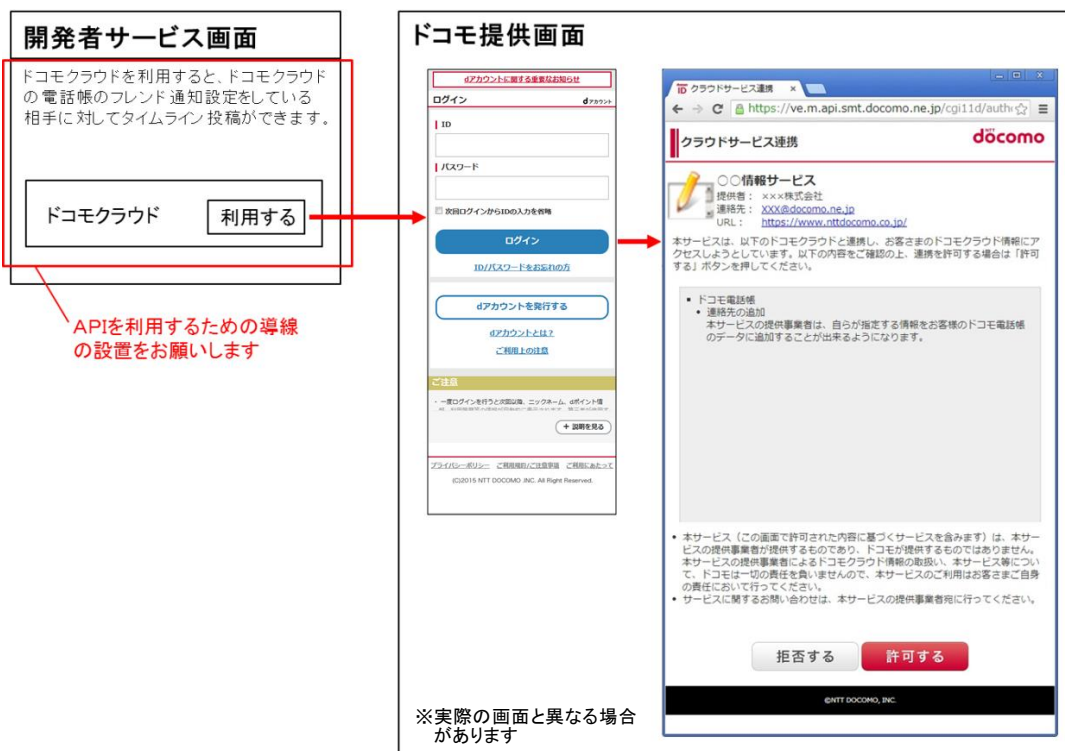 開発者サービス画面
ドコモクラウドを利用すると、ドコモクラウド
の電話帳のフレンド通知設定をしている
相手に対してタイムライン投稿ができます。
ドコモクラウド
利用する
APIを利用するための導線
の設置をお願いします
ドコモ提供画面
dアカウントに関する重要なお知らせ
ログイン
dアカウント
ID
パスワード
次回ログインからIDの入力を省略
ログイン
ID/パスワードをお忘れの方
dアカウントを発行する
dアカウントとは?
ご利用上の注意
ご注意
・一度ログインを行うと次回以降、ニックネーム、dポイント情
+ 説明を見る
プライバシーポリシー ご利用規約/ご注意事項 ご利用にあたって
(C)2015 NTT DOCOMO ,INC. All Right Reserved.
※実際の画面と異なる場合
があります
クラウドサービス連携 ×
https://ve.m.api.smt.docomo.ne.jp/cgi11d/auth
クラウドサービス連携
NTT
döcomo
○○情報サービス
提供者: ×××株式会社
連絡先: XXX@docomo.ne.jp
URL: https://www.nttdocomo.co.jp/
本サービスは、以下のドコモクラウドと連携し、お客さまのドコモクラウド情報にア
クセスしようとしています。以下の内容をご確認の上、連携を許可する場合は「許可
する」ボタンを押してください。
▪ ドコモ電話帳
• 連絡先の追加
本サービスの提供事業者は、自らが指定する情報をお客様のドコモ電話帳
のデータに追加することが出来るようになります。
• 本サービス(この画面で許可された内容に基づくサービスを含みます)は、本サー
ビスの提供事業者が提供するものであり、ドコモが提供するものではありません。
本サービスの提供事業者によるドコモクラウド情報の取扱い、本サービス等につい
て、ドコモは一切の責任を負いませんので、本サービスのご利用はお客さまご自身
の責任において行ってください。
• サービスに関するお問い合わせは、本サービスの提供事業者宛に行ってください。
拒否する
許可する
©NTT DOCOMO, INC.